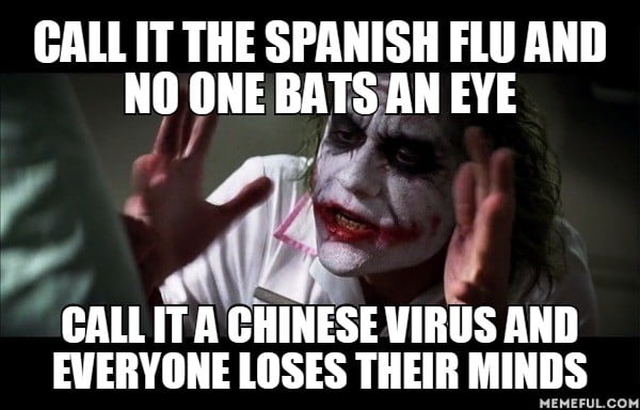 CALL IT THE SPANISH FLU AND
NO ONE BATS AN EYE
CALL IT A CHINESE VIRUS AND
EVERYONE LOSES THEIR MINDS
MEMEFUL.COM